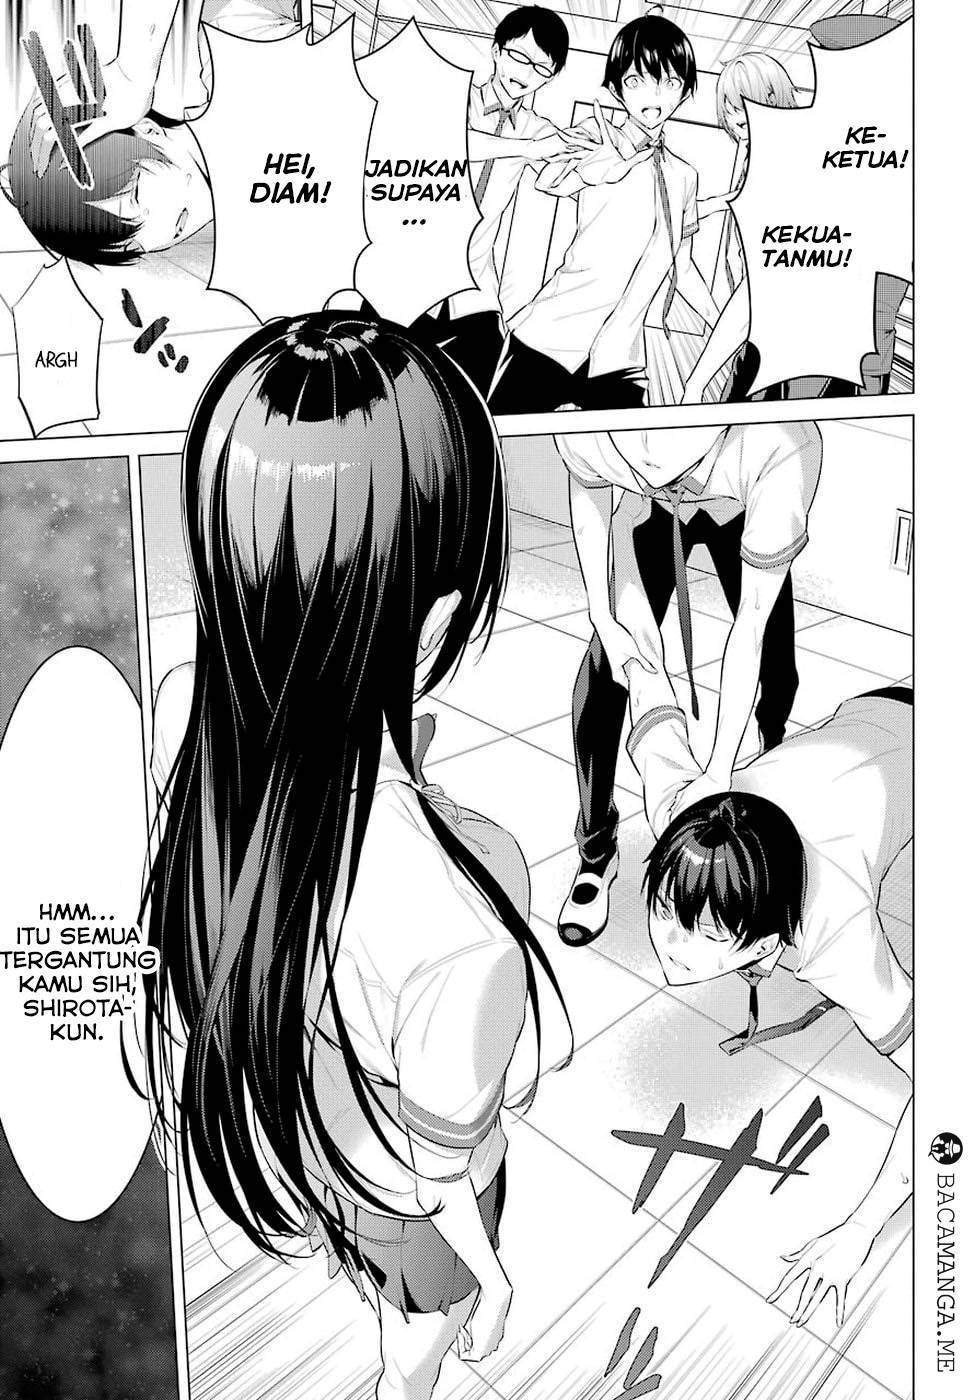 KE-
KETUA!
KEKUA-
TANMU!
JADIKAN
SUPAYA
...
HEI,
DIAM!
ARGH
HMM...
ITU SEMUA
TERGANTUNG
KAMU SIH,
SHIROTA-
KUN.
BACAMANGA.ME